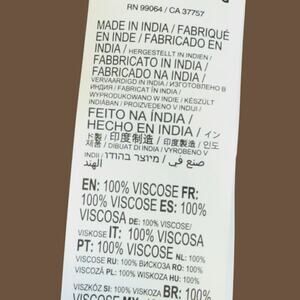 RN 99064 / CA 37757
MADE IN INDIA / FABRIQUÉ
EN INDE / FABRICADO EN
INDIA / HERGESTELLT IN INDIEN /
FABBRICATO IN INDIA /
FABRICADO NA INDIA /
VERVAARDIGD IN INDIA / ИЗГОТОВЛЕНО В
ИНДИЯ / FABRICAT ÎN INDIA /
WYPRODUKOWANO W INDIE / KÉSZÜLT
INDIÁBAN / PROIZVEDENO V INDIJI /
FEITO NA ÍNDIA /
HECHO EN INDIA / イン
ド製 / 印度制造 / 印度製造 / 인도
제품 / DIBUAT DI INDIA / VYROBENO V
INDII / מיוצר בהודו / صنع في
الهند
EN: 100% VISCOSE FR:
100% VISCOSE ES: 100%
VISCOSA DE: 100% VISCOSE/
VISKOSE IT: 100% VISCOSA
PT: 100% VISCOSE NL: 100%
VISCOSE RU: 100% ВИСКОЗА RO: 100%
VISCOZĂ PL: 100% WISKOZA HU: 100%
VISZKÓZ SI: 100% VISKOZA BR: 100%